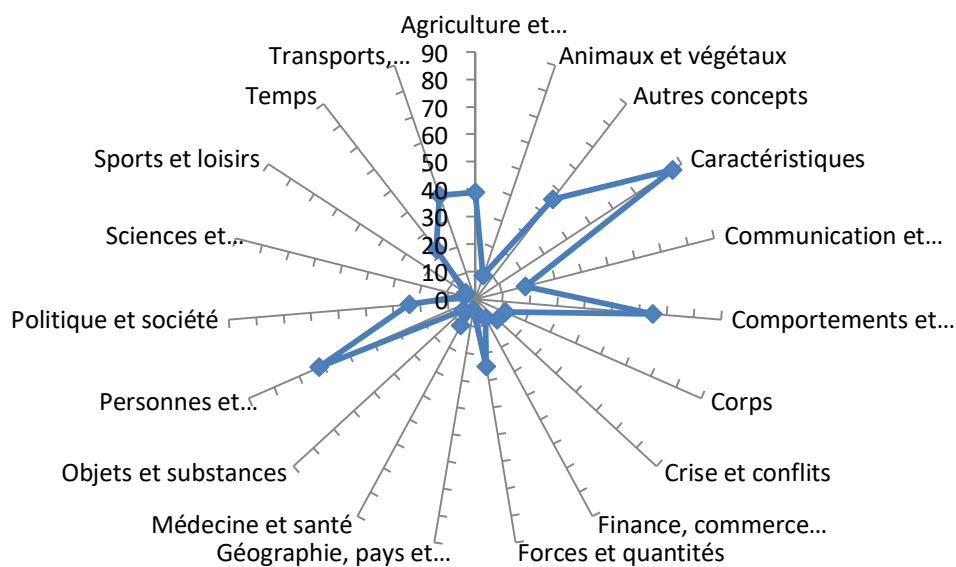 Agriculture et...
Animaux et végétaux
Autres concepts
Caractéristiques
Communication et...
Comportements et...
Corps
Crise et conflits
Finance, commerce...
Forces et quantités
Géographie, pays et...
Médecine et santé
Objets et substances
Personnes et...
Politique et société
Sciences et...
Sports et loisirs
Temps
Transports,...
90
80
70
60
50
40
30
20
10
0